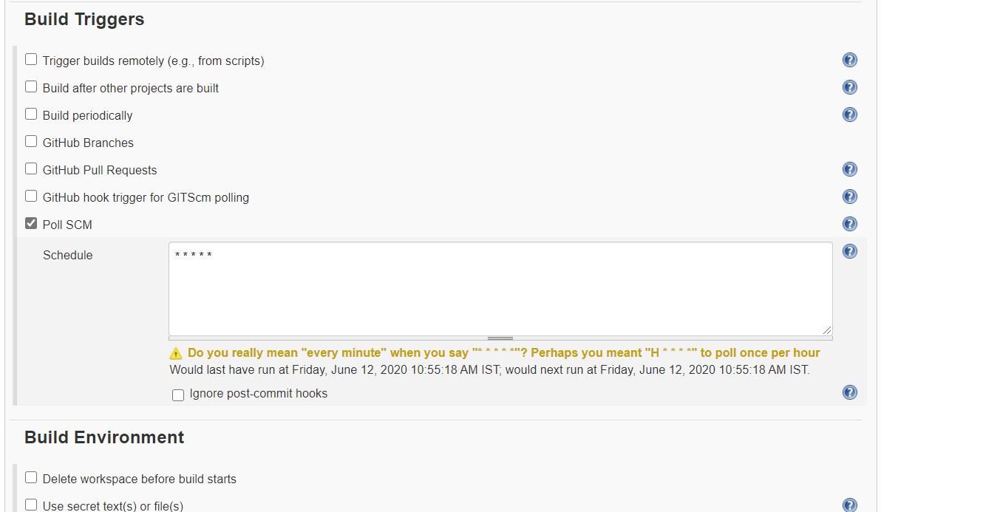 Build Triggers
Trigger builds remotely (e.g., from scripts)
Build after other projects are built
Build periodically
GitHub Branches
GitHub Pull Requests
GitHub hook trigger for GITScm polling
Poll SCM
Schedule
* * * * *
Do you really mean "every minute" when you say "* * * * *"? Perhaps you meant "H * * * *" to poll once per hour
Would last have run at Friday, June 12, 2020 10:55:18 AM IST; would next run at Friday, June 12, 2020 10:55:18 AM IST.
Ignore post-commit hooks
Build Environment
Delete workspace before build starts
Use secret text(s) or file(s)